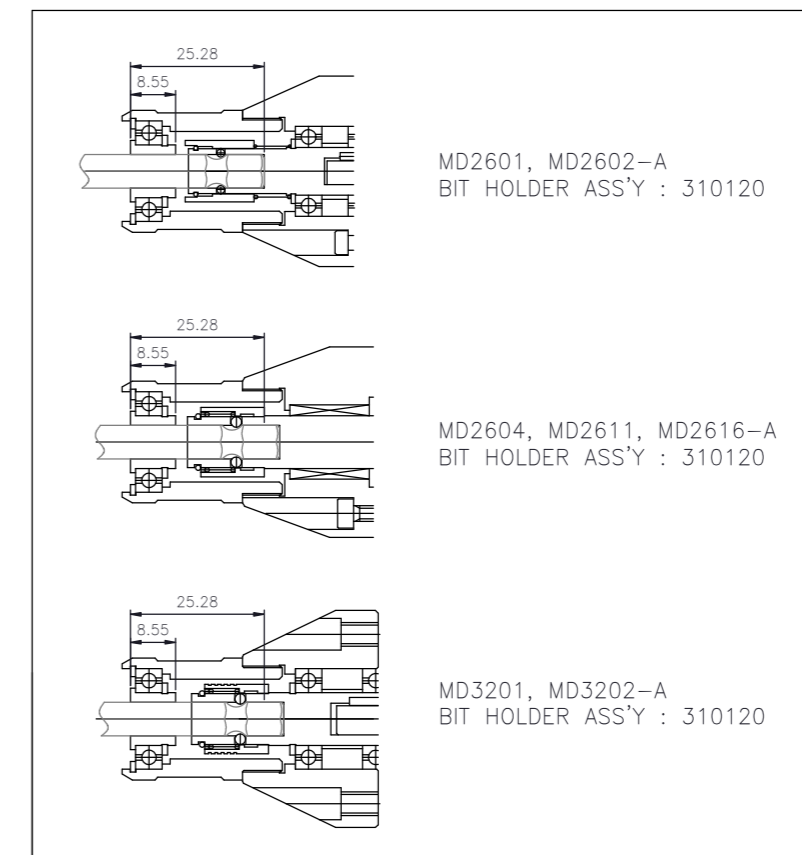 25.28
8.55
MD2601, MD2602-A
BIT HOLDER ASS'Y : 310120
25.28
8.55
MD2604, MD2611, MD2616-A
BIT HOLDER ASS'Y : 310120
25.28
8.55
MD3201, MD3202-A
BIT HOLDER ASS'Y : 310120